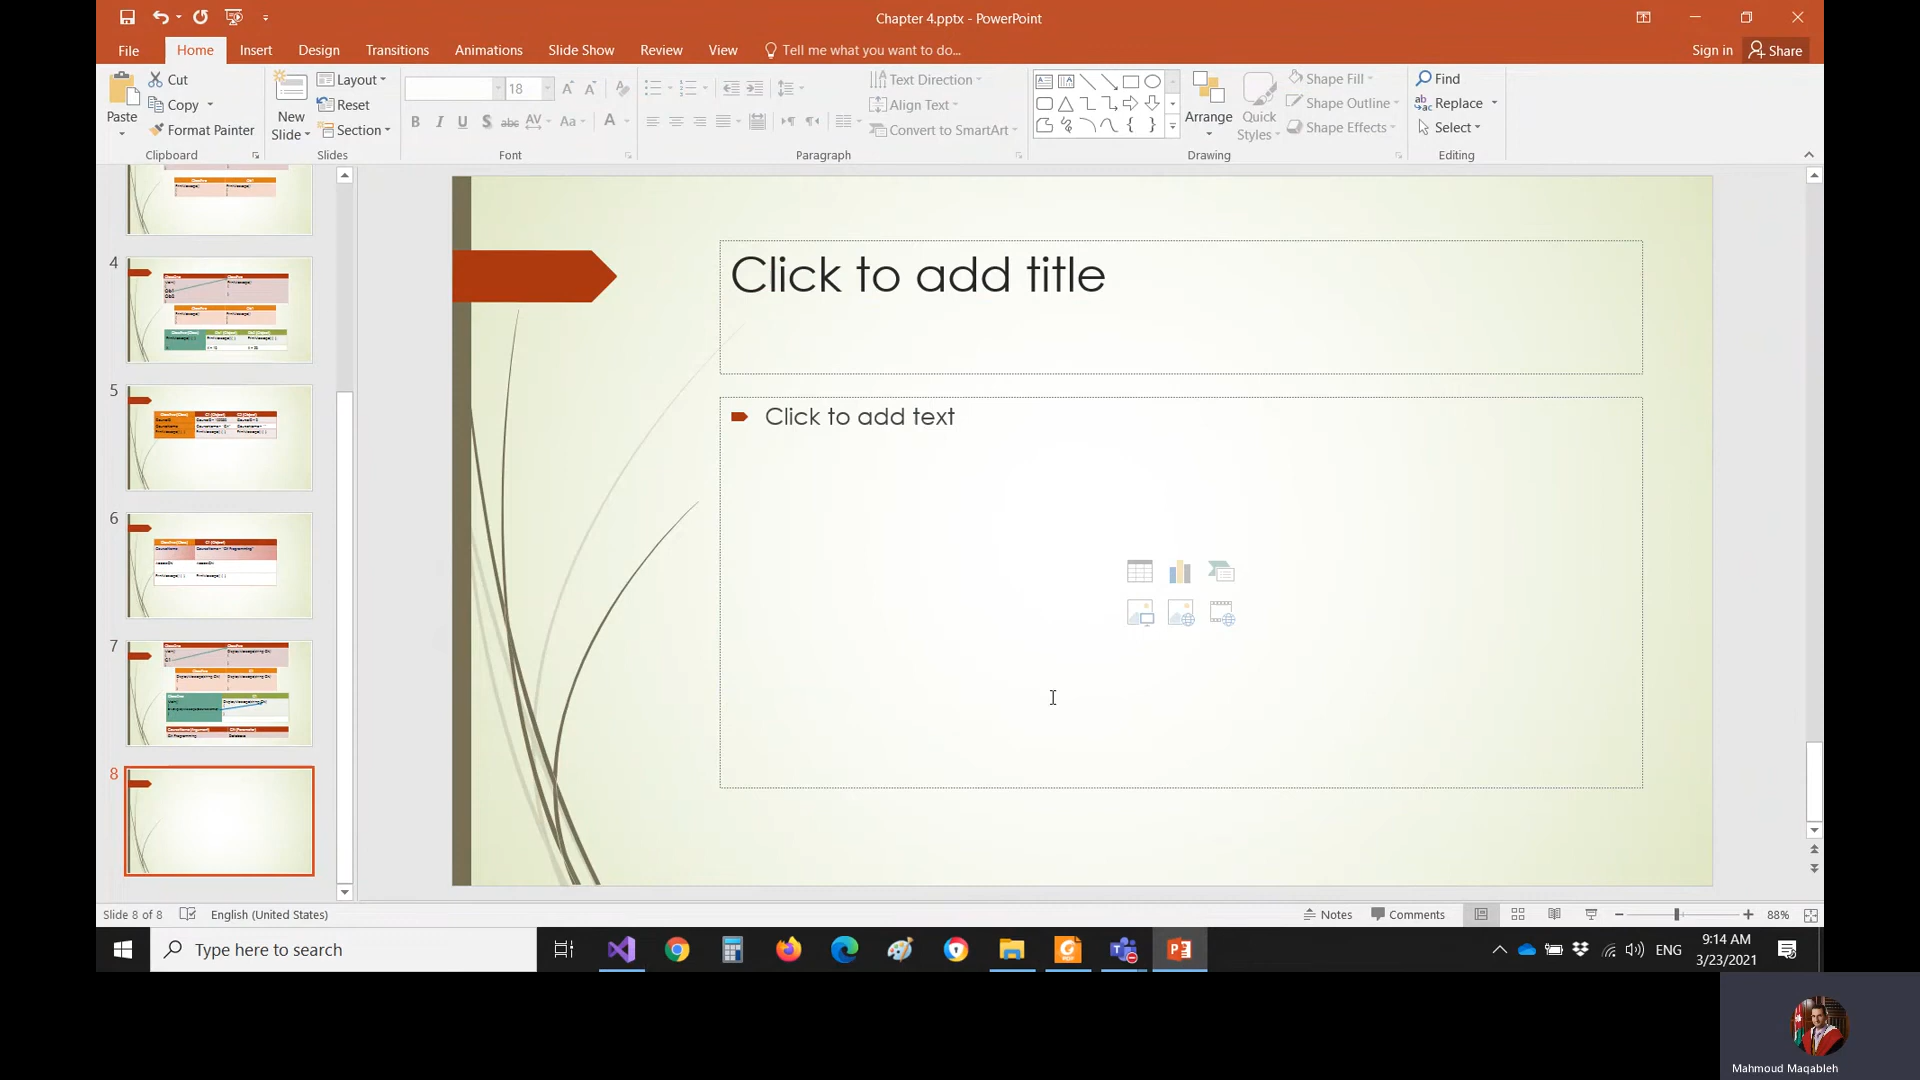 Chapter 4.pptx - PowerPoint
File Home Insert Design Transitions Animations Slide Show Review View Tell me what you want to do... Sign in Share
Cut
Copy
Format Painter
Paste
Clipboard
New
Slide
Layout
Reset
Section
Slides
18
B I U S abc AV Aa A
Font
Text Direction
Align Text
Convert to SmartArt
Paragraph
Arrange
Quick
Styles
Shape Fill
Shape Outline
Shape Effects
Drawing
Find
Replace
Select
Editing
4
5
6
7
8
Click to add title
Click to add text
Slide 8 of 8 English (United States) Notes Comments 88%
Type here to search
ENG
9:14 AM
3/23/2021
Mahmoud Maqableh